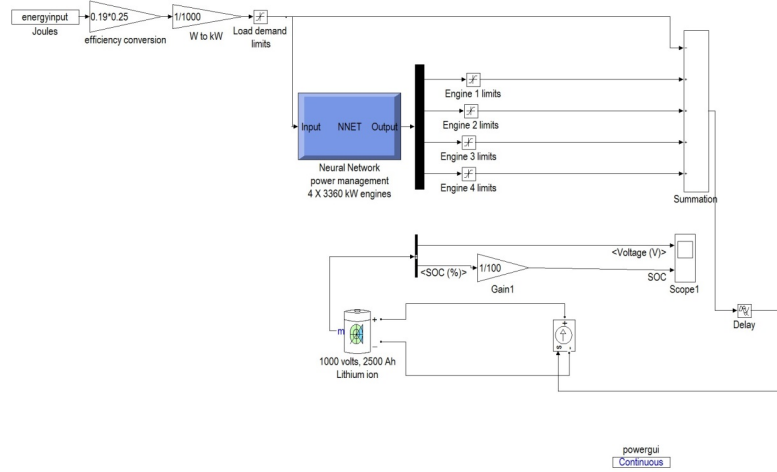 energyinput
Joules
0.19*0.25
efficiency conversion
1/1000
W to kW
Load demand
limits
Input
NNET
Output
Neural Network
power management
4 X 3360 kW engines
Engine 1 limits
Engine 2 limits
Engine 3 limits
Engine 4 limits
Summation
<Voltage (V)>
<SOC (%)>
1/100
Gain1
SOC
Scope1
Delay
m
+
–
1000 volts, 2500 Ah
Lithium ion
+
s
-
powergui
Continuous